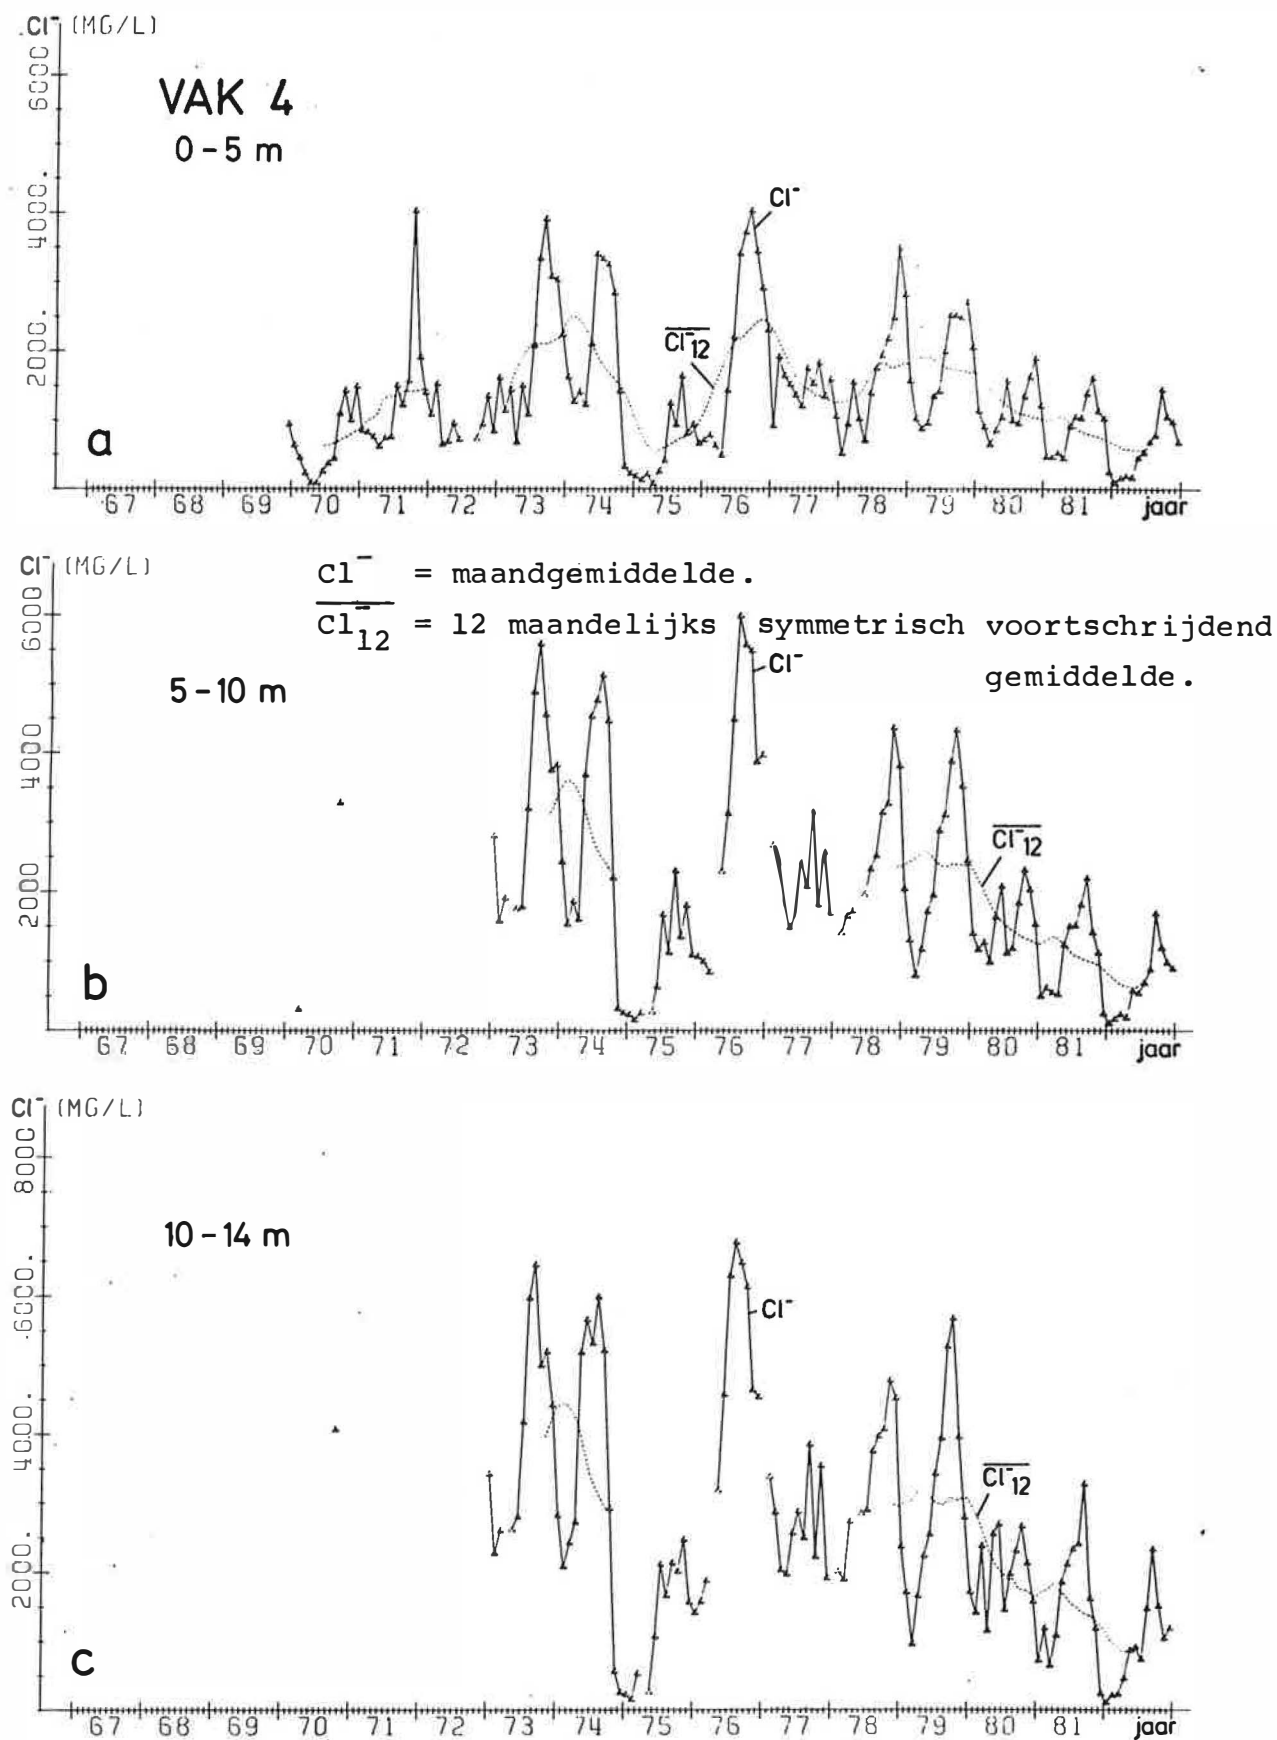 Cl⁻ (MG/L)
6000
VAK 4
0-5 m
4000.
Cl⁻
2000.
C̅l̅⁻₁₂
a
67 68 69 70 71 72 73 74 75 76 77 78 79 80 81 jaar
Cl⁻ (MG/L)
Cl⁻ = maandgemiddelde.
6000
C̅l̅⁻₁₂ = 12 maandelijks symmetrisch voortschrijdend
gemiddelde.
Cl⁻
5-10 m
4000
C̅l̅⁻₁₂
2000
b
67 68 69 70 71 72 73 74 75 76 77 78 79 80 81 jaar
Cl⁻ (MG/L)
8000
10-14 m
6000.
Cl⁻
4000.
C̅l̅⁻₁₂
2000.
c
67 68 69 70 71 72 73 74 75 76 77 78 79 80 81 jaar